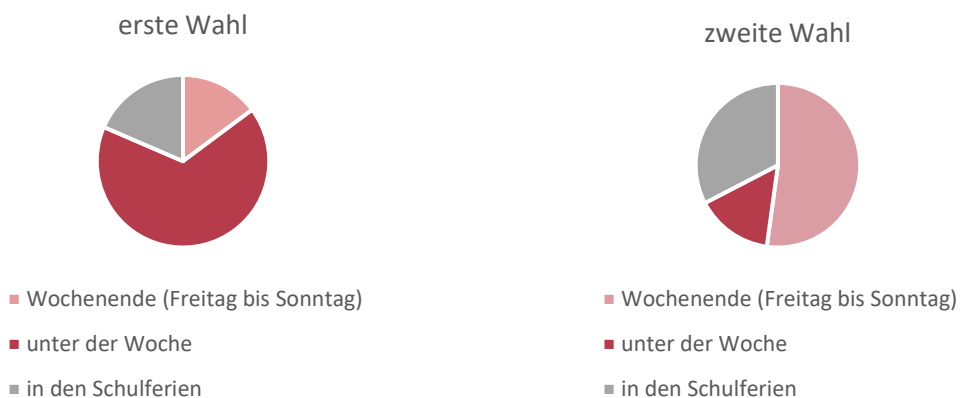 erste Wahl
Wochenende (Freitag bis Sonntag)
unter der Woche
in den Schulferien
zweite Wahl
Wochenende (Freitag bis Sonntag)
unter der Woche
in den Schulferien